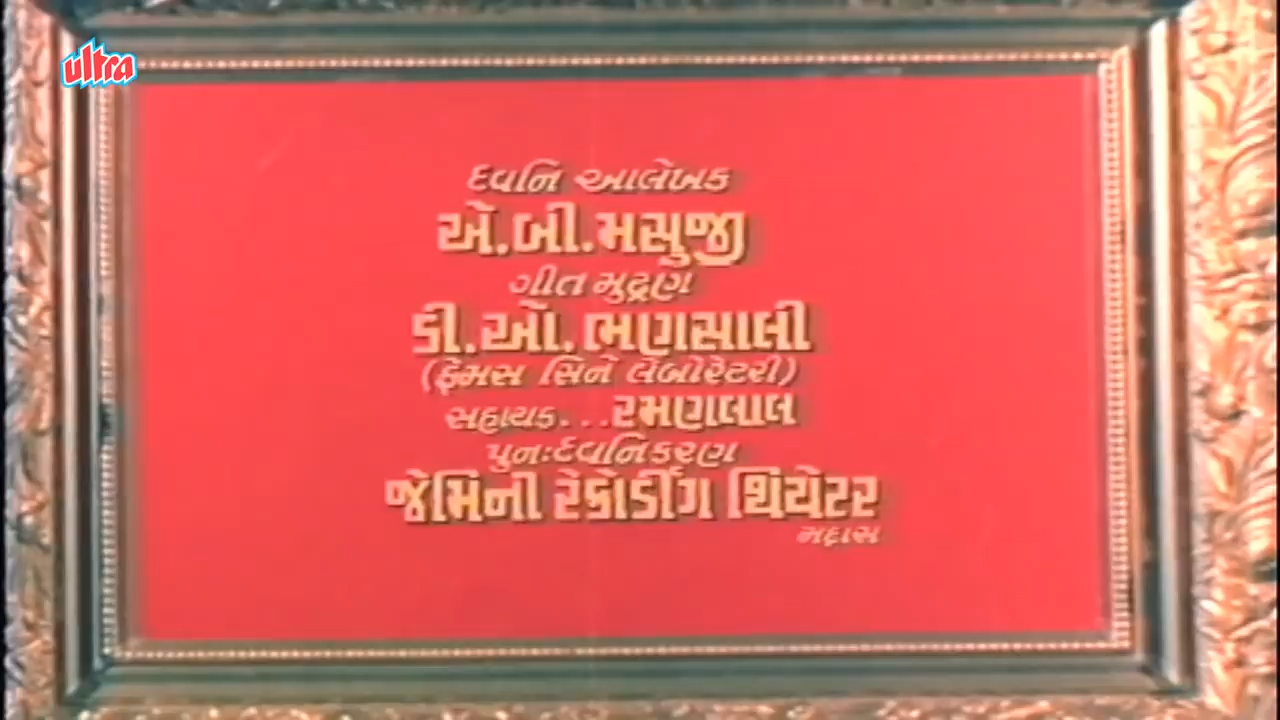 ultra
ધ્વનિ આલેખક
એ.બી.મસુજી
ગીત મુદ્રણ
ડી.ઓ.ભણસાલી
(ફેમસ સિને લેબોરેટરી)
સહાયક...રમણલાલ
પુનઃધ્વનિકરણ
જેમિની રેકોર્ડીંગ થિયેટર
મદ્રાસ